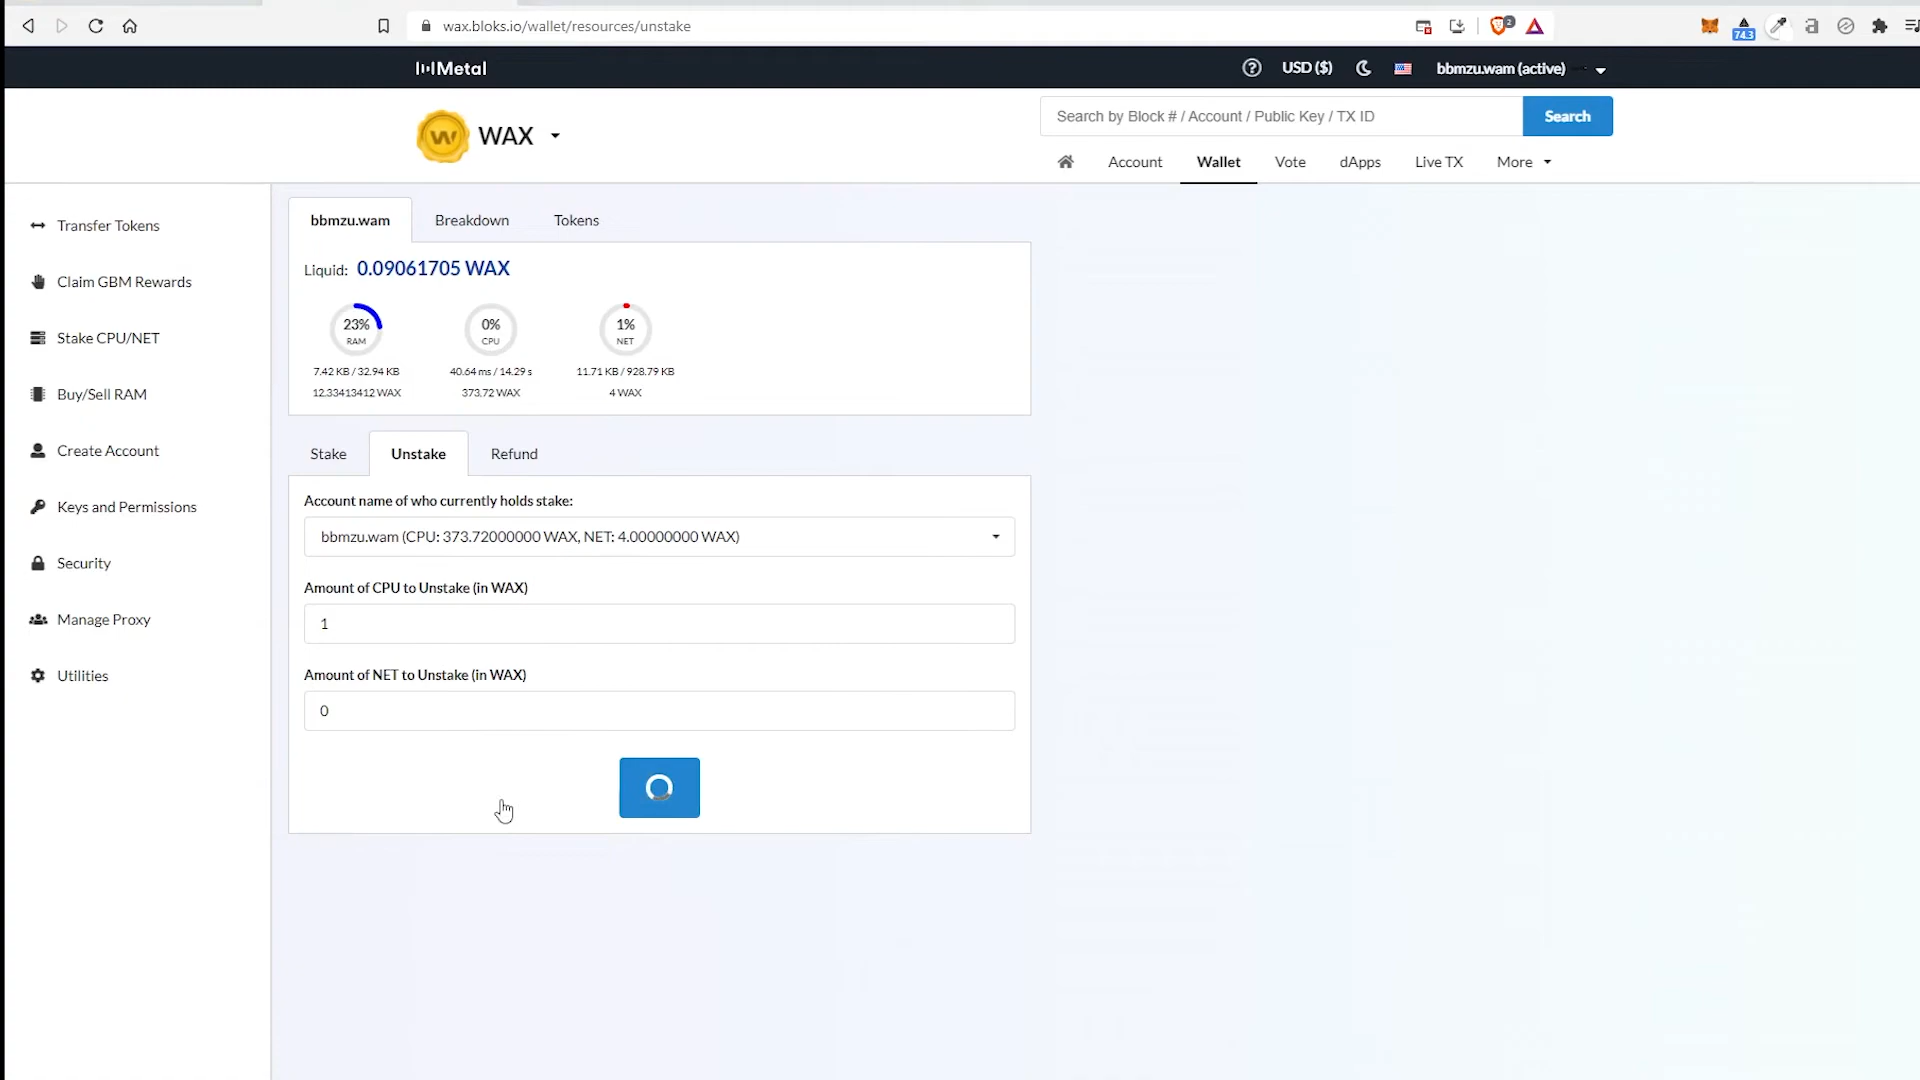 wax.bloks.io/wallet/resources/unstake
2
74.3
Metal
USD ($)
bbmzu.wam (active)
WAX
Search by Block # / Account / Public Key / TX ID
Search
Account
Wallet
Vote
dApps
Live TX
More
Transfer Tokens
Claim GBM Rewards
Stake CPU/NET
Buy/Sell RAM
Create Account
Keys and Permissions
Security
Manage Proxy
Utilities
bbmzu.wam
Breakdown
Tokens
Liquid: 0.09061705 WAX
23%
RAM
7.42 KB / 32.94 KB
12.33413412 WAX
0%
CPU
40.64 ms / 14.29 s
373.72 WAX
1%
NET
11.71 KB / 928.79 KB
4 WAX
Stake
Unstake
Refund
Account name of who currently holds stake:
bbmzu.wam (CPU: 373.72000000 WAX, NET: 4.00000000 WAX)
Amount of CPU to Unstake (in WAX)
1
Amount of NET to Unstake (in WAX)
0